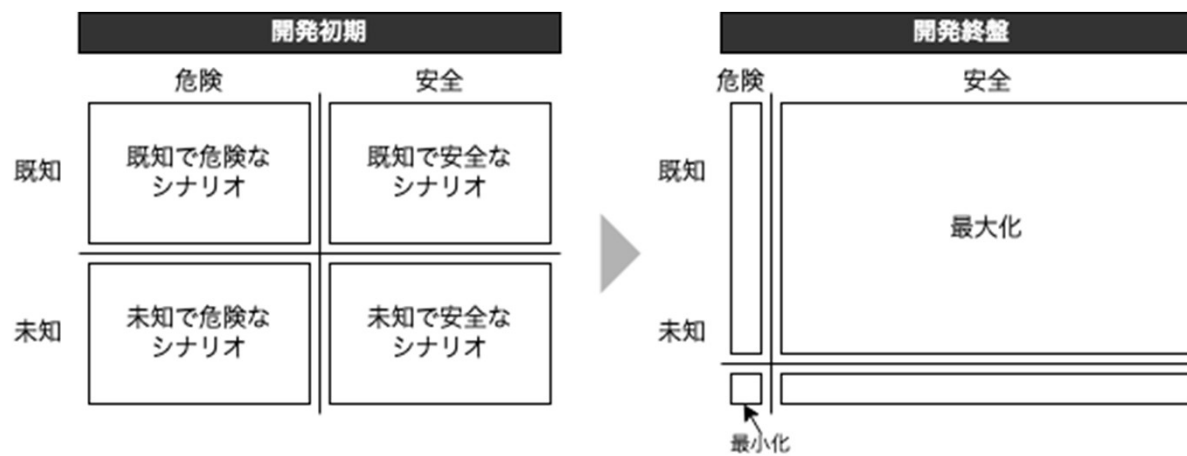 開発初期
開発終盤
危険
安全
危険
安全
既知
既知で危険な
シナリオ
既知で安全な
シナリオ
既知
最大化
未知
未知で危険な
シナリオ
未知で安全な
シナリオ
未知
最小化